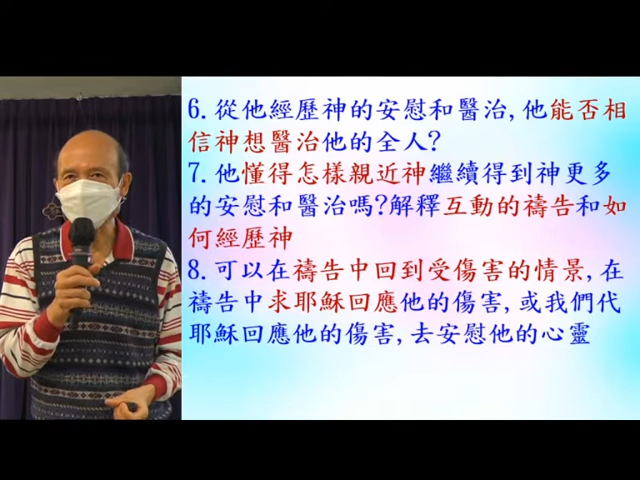 6.從他經歷神的安慰和醫治,他能否相
信神想醫治他的全人?
7.他懂得怎樣親近神繼續得到神更多
的安慰和醫治嗎?解釋互動的禱告和如
何經歷神
8.可以在禱告中回到受傷害的情景,在
禱告中求耶穌回應他的傷害,或我們代
耶穌回應他的傷害,去安慰他的心靈